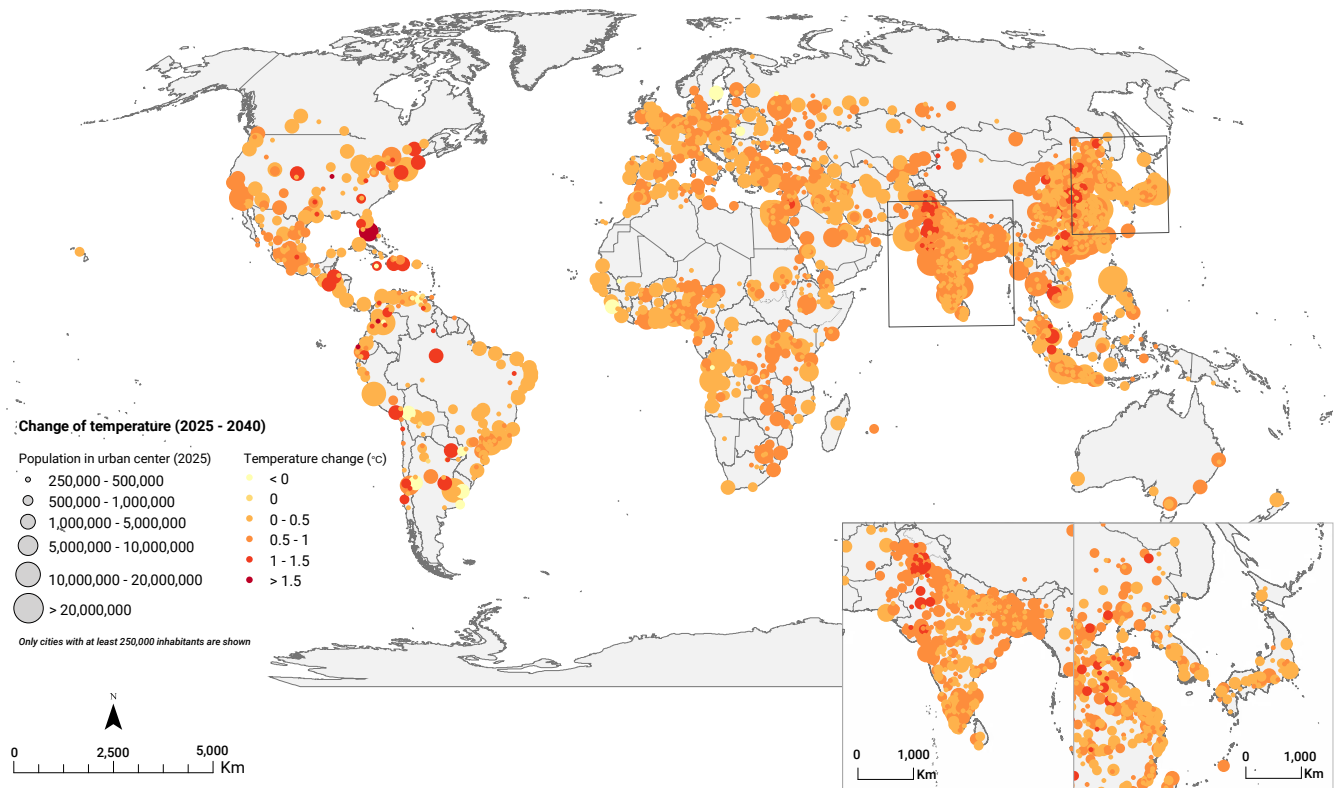 Change of temperature (2025 - 2040)
Population in urban center (2025)
250,000 - 500,000
500,000 - 1,000,000
1,000,000 - 5,000,000
5,000,000 - 10,000,000
10,000,000 - 20,000,000
> 20,000,000
Temperature change (°C)
< 0
0
0 - 0.5
0.5 - 1
1 - 1.5
> 1.5
Only cities with at least 250,000 inhabitants are shown
N
0 2,500 5,000
Km
0 1,000
Km
0 1,000
Km